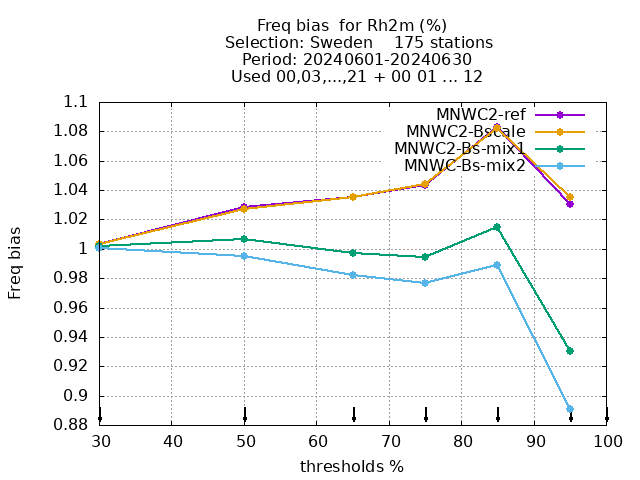 Freq bias  for Rh2m (%)
Selection: Sweden    175 stations
Period: 20240601-20240630
Used 00,03,...,21 + 00 01 ... 12
1.1
1.08
1.06
1.04
1.02
1
0.98
0.96
0.94
0.92
0.9
0.88
Freq bias
MNWC2-ref
MNWC2-Bscale
MNWC2-Bs-mix1
MNWC-Bs-mix2
30 40 50 60 70 80 90 100
thresholds %